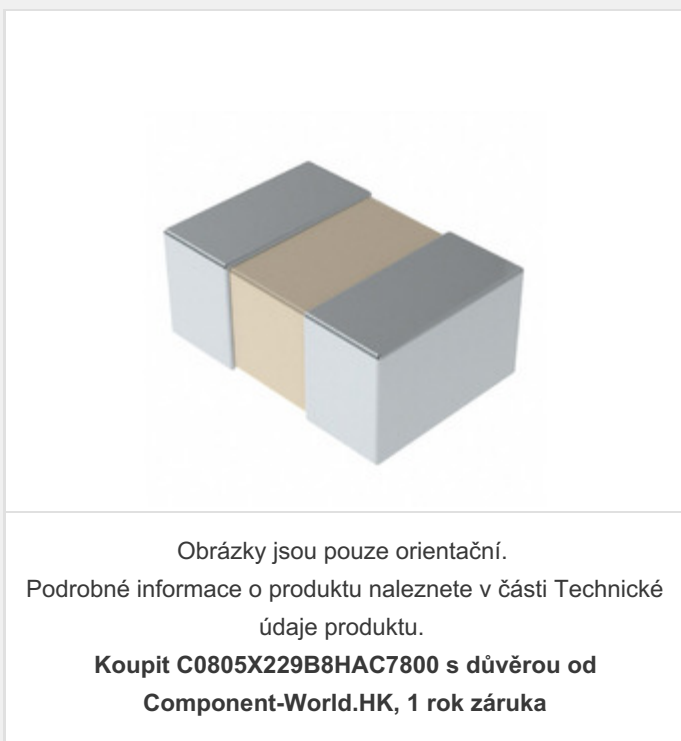 Obrázky jsou pouze orientační.
Podrobné informace o produktu naleznete v části Technické
údaje produktu.
Koupit C0805X229B8HAC7800 s důvěrou od
Component-World.HK, 1 rok záruka